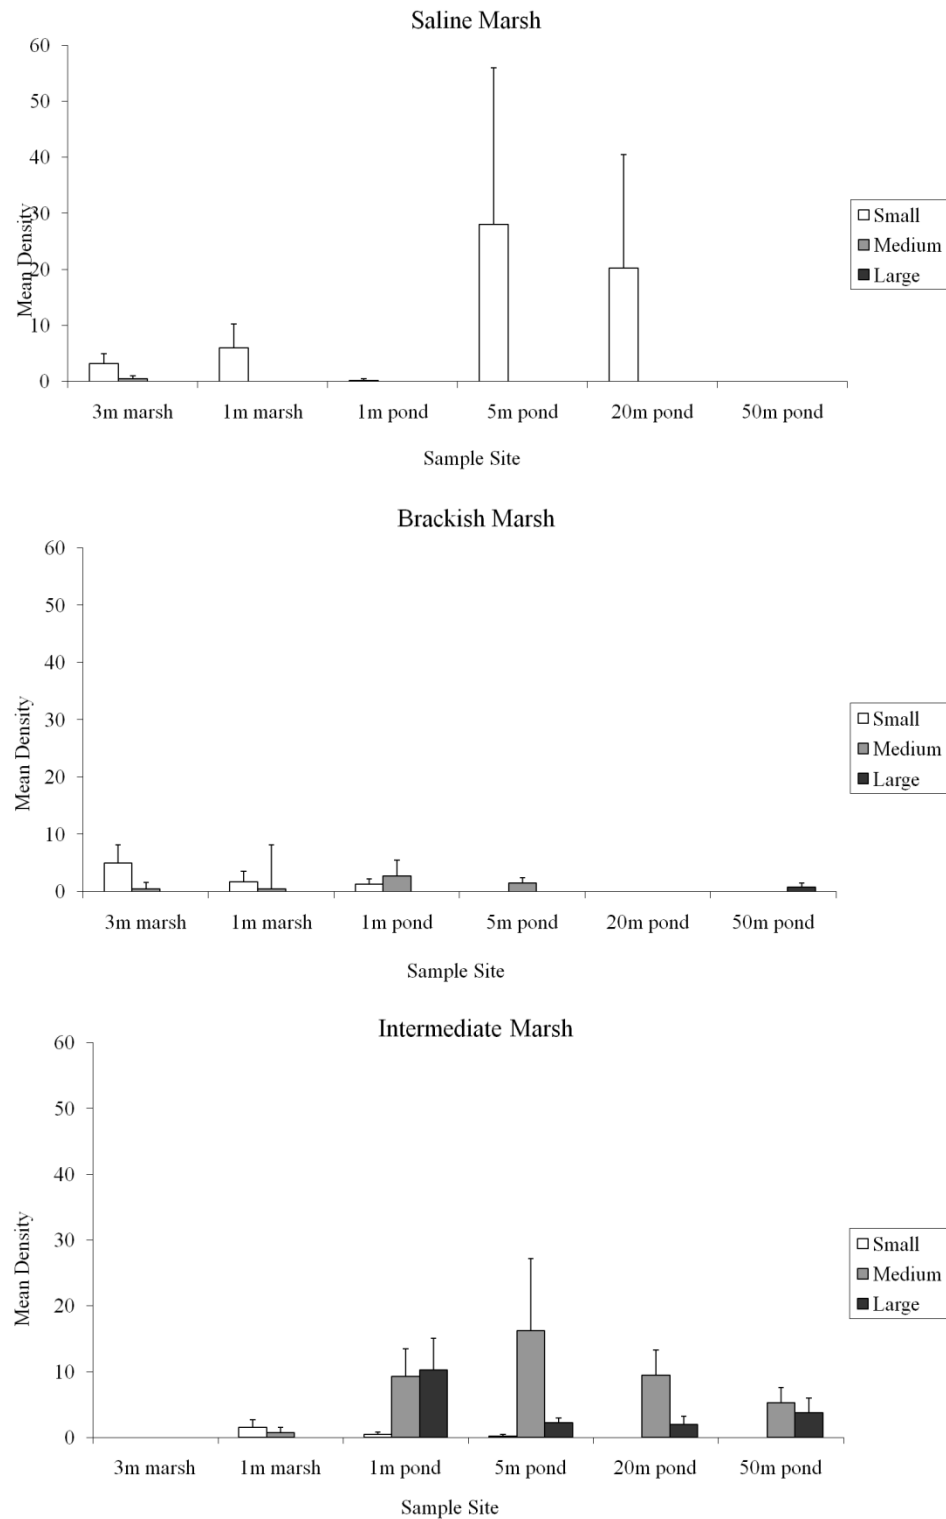 Saline Marsh
60
50
40
30
20
10
0
Mean Density
3m marsh 1m marsh 1m pond 5m pond 20m pond 50m pond
Sample Site
Small
Medium
Large
Brackish Marsh
60
50
40
30
20
10
0
Mean Density
3m marsh 1m marsh 1m pond 5m pond 20m pond 50m pond
Sample Site
Small
Medium
Large
Intermediate Marsh
60
50
40
30
20
10
0
Mean Density
3m marsh 1m marsh 1m pond 5m pond 20m pond 50m pond
Sample Site
Small
Medium
Large